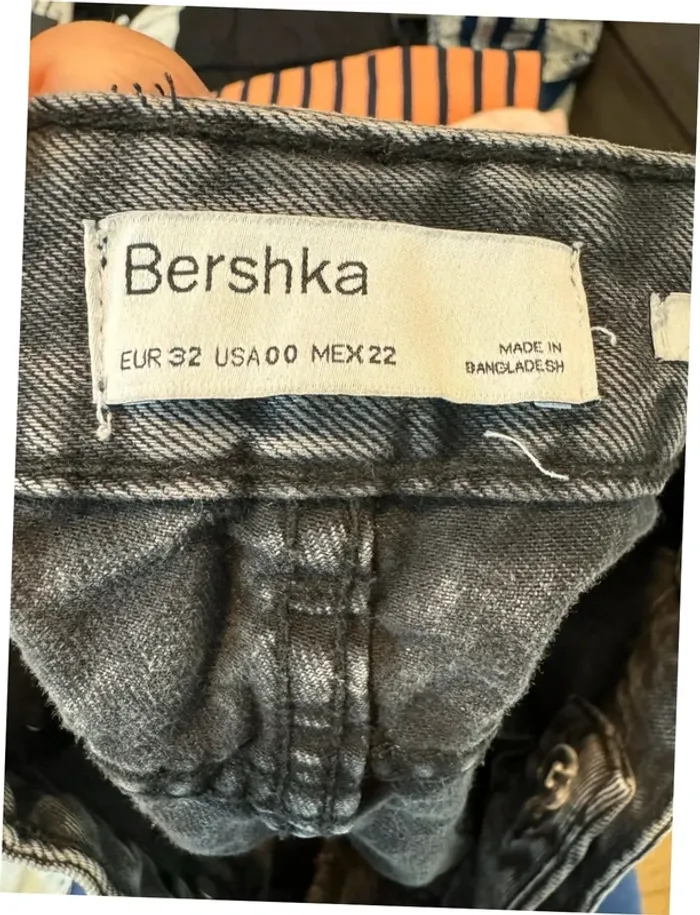 Bershka
EUR 32 USA 00 MEX 22
MADE IN
BANGLADESH